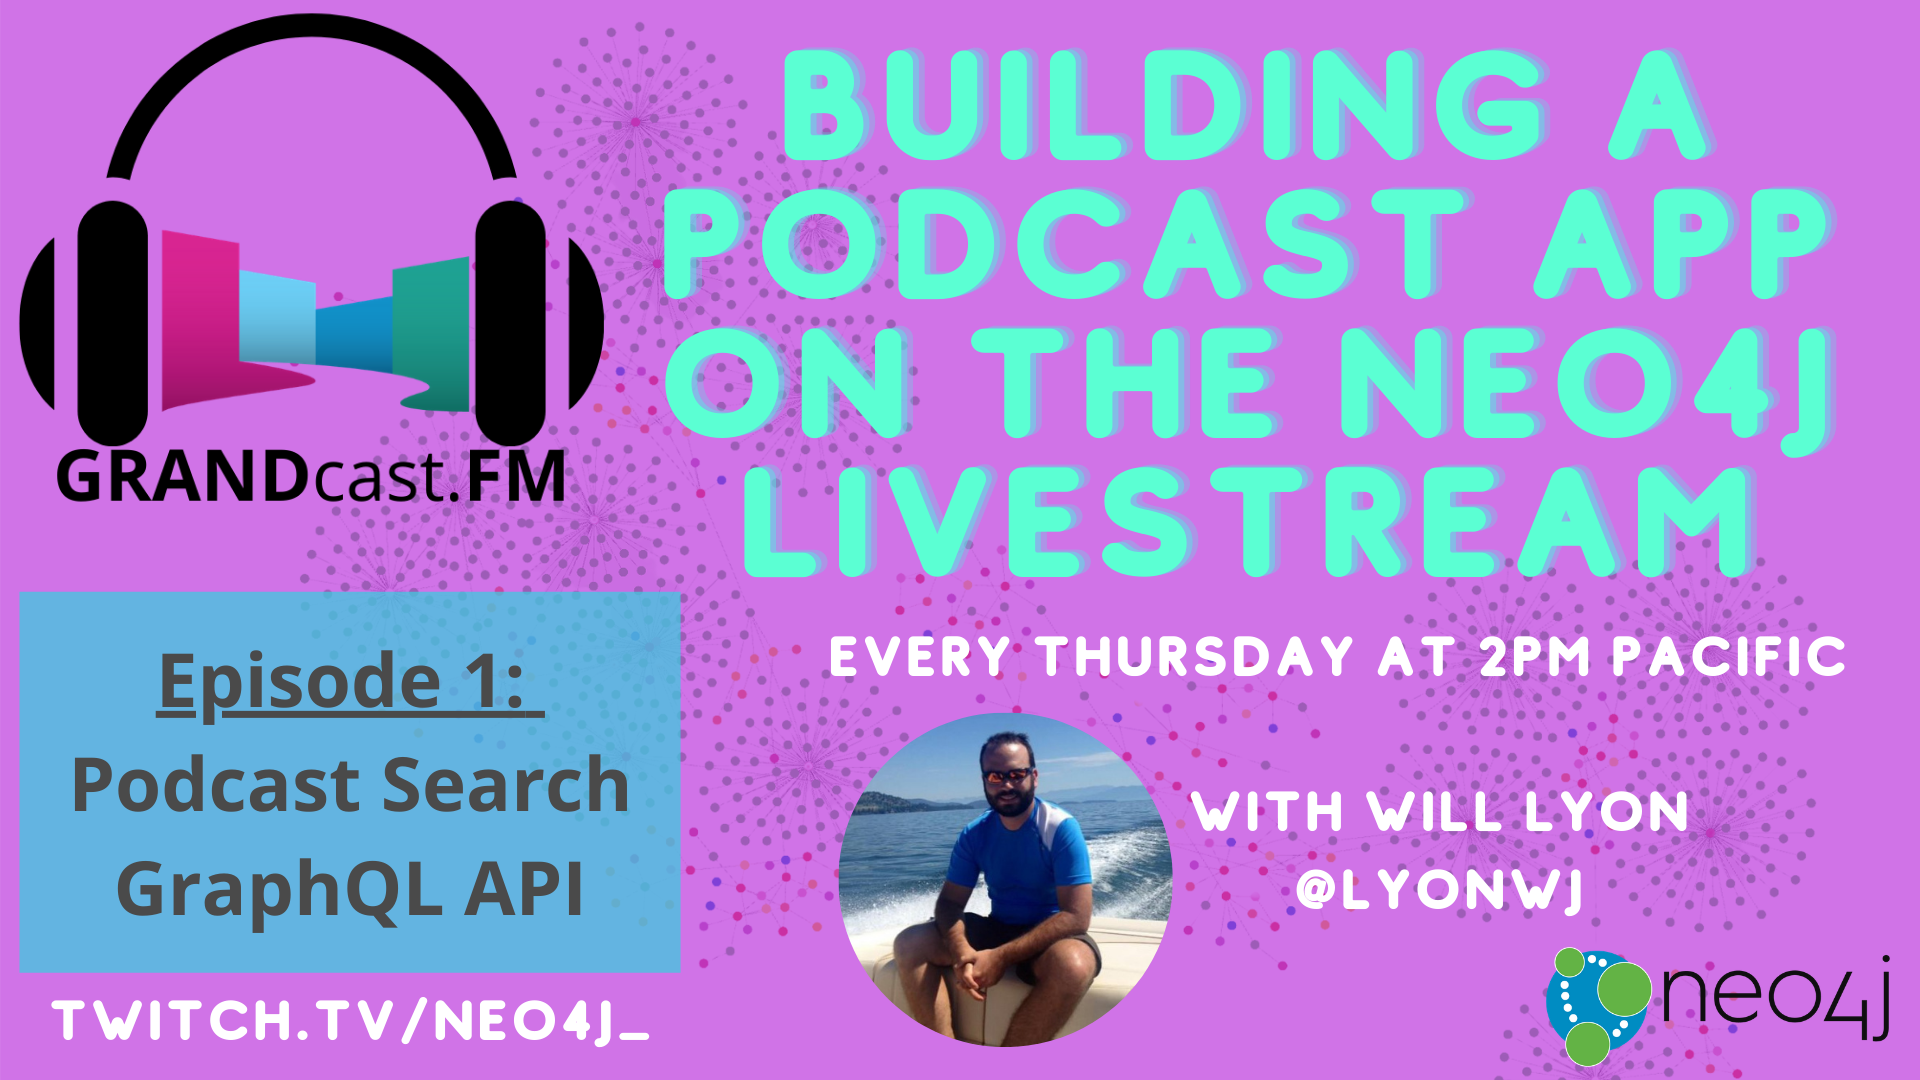 BUILDING A
PODCAST APP
ON THE NEO4J
LIVESTREAM
GRANDcast.FM
EVERY THURSDAY AT 2PM PACIFIC
Episode 1:
Podcast Search
GraphQL API
WITH WILL LYON
@LYONWJ
TWITCH.TV/NEO4J_
neo4j